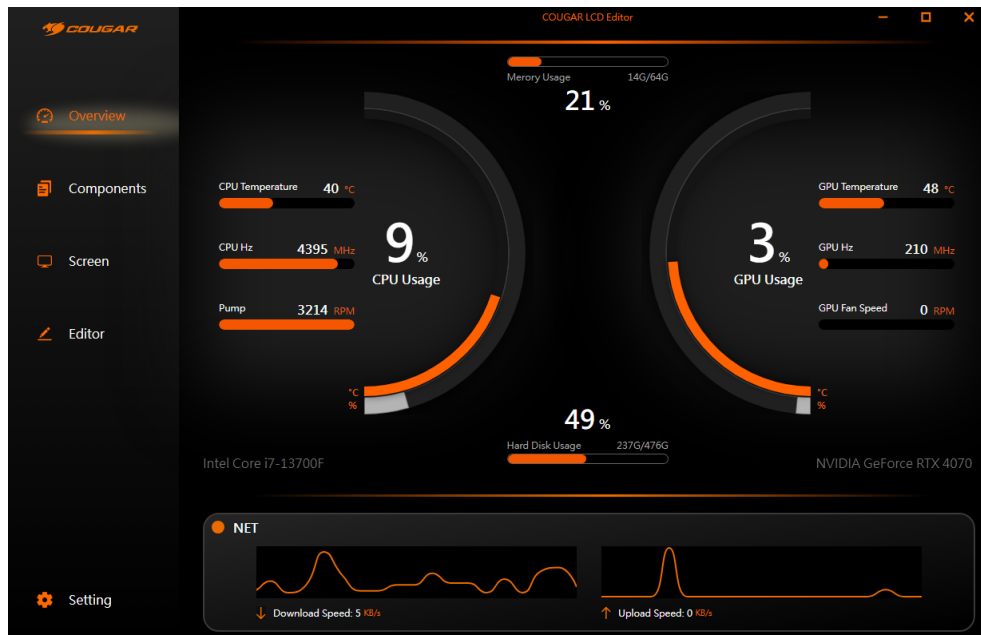 COUGAR
COUGAR LCD Editor
Overview
Components
Screen
Editor
Setting
Merory Usage 14G/64G
21 %
CPU Temperature 40 °C
CPU Hz 4395 MHz
Pump 3214 RPM
9 %
CPU Usage
3 %
GPU Usage
GPU Temperature 48 °C
GPU Hz 210 MHz
GPU Fan Speed 0 RPM
°C
%
°C
%
49 %
Hard Disk Usage 237G/476G
Intel Core i7-13700F
NVIDIA GeForce RTX 4070
NET
Download Speed: 5 KB/s
Upload Speed: 0 KB/s